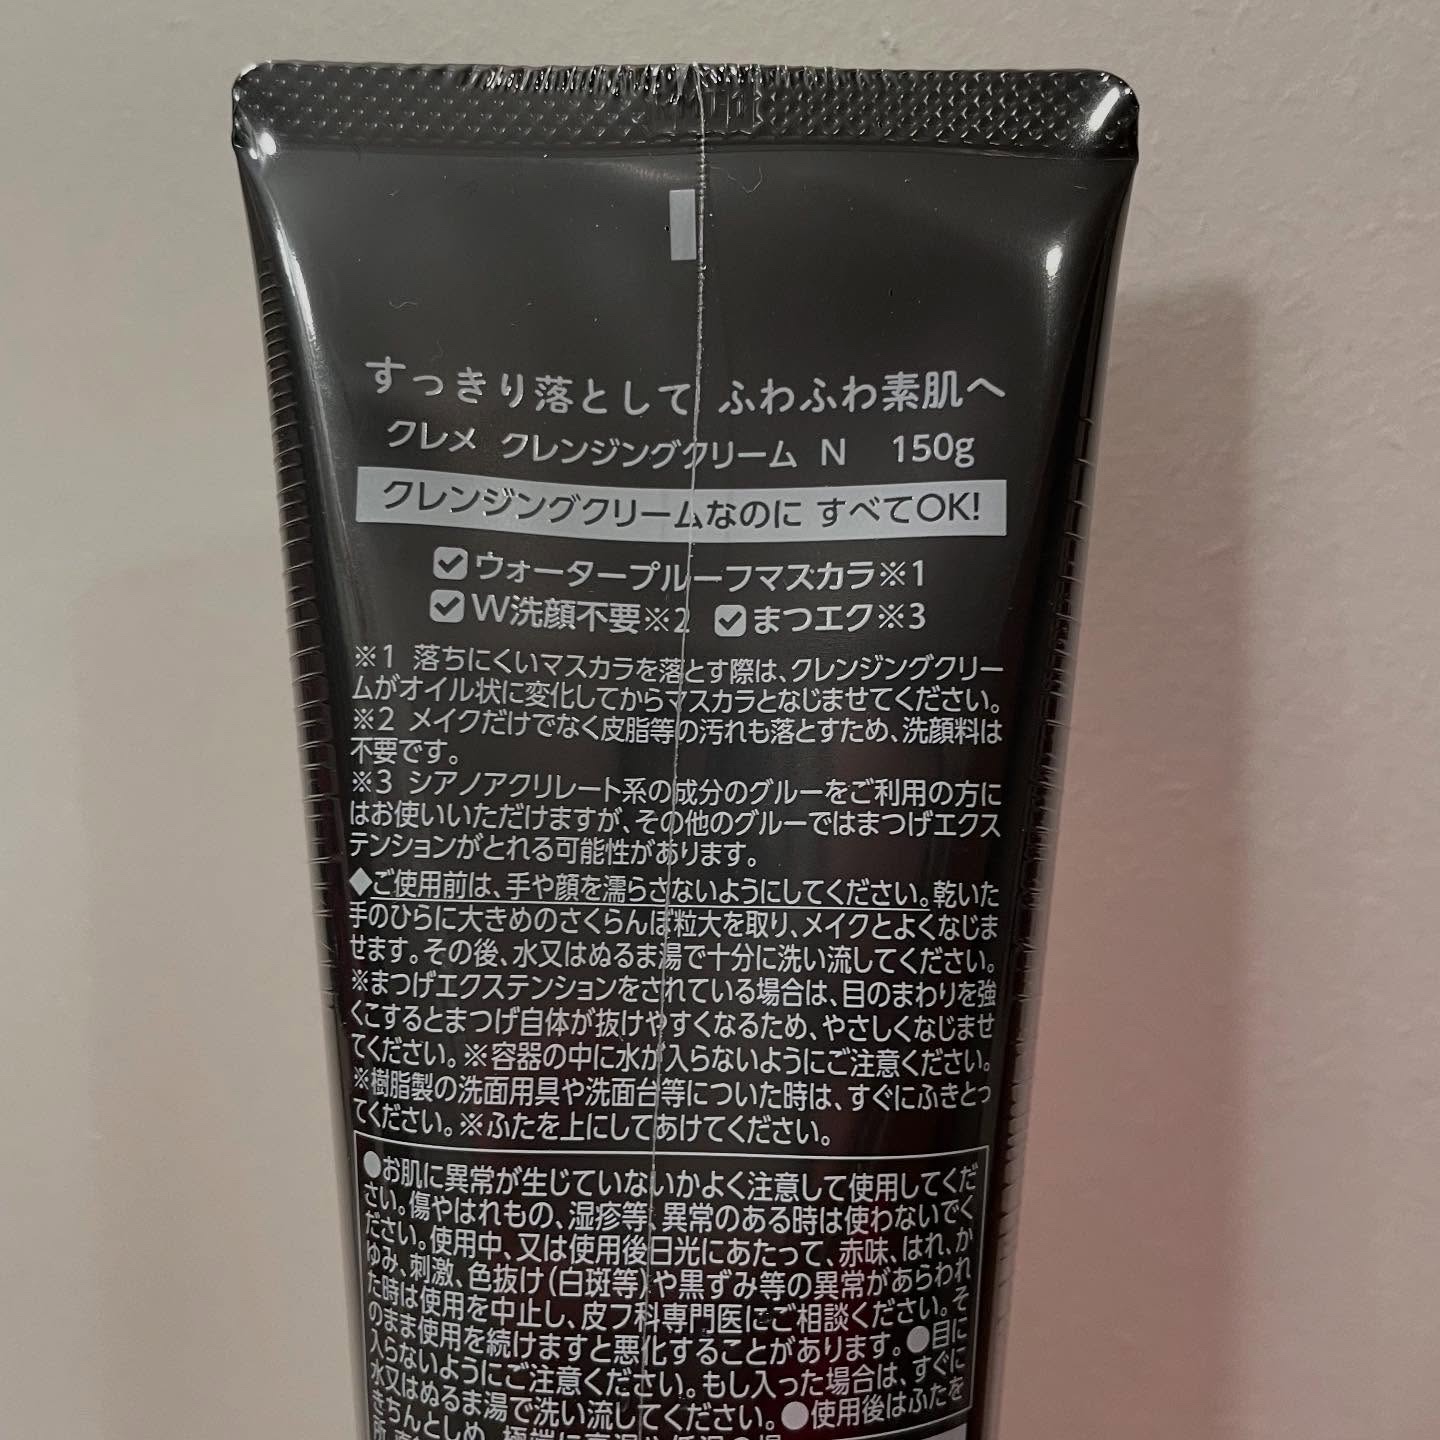 すっきり落として ふわふわ素肌へ
クレメ クレンジングクリーム N 150g
クレンジングクリームなのに すべてOK!
ウォータープルーフマスカラ※1
W洗顔不要※2 まつエク※3
※1 落ちにくいマスカラを落とす際は、クレンジングクリー
ムがオイル状に変化してからマスカラとなじませてください。
※2 メイクだけでなく皮脂等の汚れも落とすため、洗顔料は
不要です。
※3 シアノアクリレート系の成分のグルーをご利用の方に
はお使いいただけますが、その他のグルーではまつげエクス
テンションがとれる可能性があります。
◆ご使用前は、手や顔を濡らさないようにしてください。乾いた
手のひらに大きめのさくらんぼ粒大を取り、メイクとよくなじま
せます。その後、水又はぬるま湯で十分に洗い流してください。
※まつげエクステンションをされている場合は、目のまわりを強
くこするとまつげ自体が抜けやすくなるため、やさしくなじませ
てください。※容器の中に水が入らないようにご注意ください。
※樹脂製の洗面用具や洗面台等についた時は、すぐにふきとっ
てください。※ふたを上にしてあけてください。
●お肌に異常が生じていないかよく注意して使用してくだ
さい。傷やはれもの、湿疹等、異常のある時は使わないでく
ださい。使用中、又は使用後日光にあたって、赤味、はれ、か
ゆみ、刺激、色抜け(白斑等)や黒ずみ等の異常があらわれ
た時は使用を中止し、皮フ科専門医にご相談ください。そ
のまま使用を続けますと悪化することがあります。●目に
入らないようにご注意ください。もし入った場合は、すぐに
水又はぬるま湯で洗い流してください。●使用後はふたを
きちんとしめ、極端に高温や低温の場